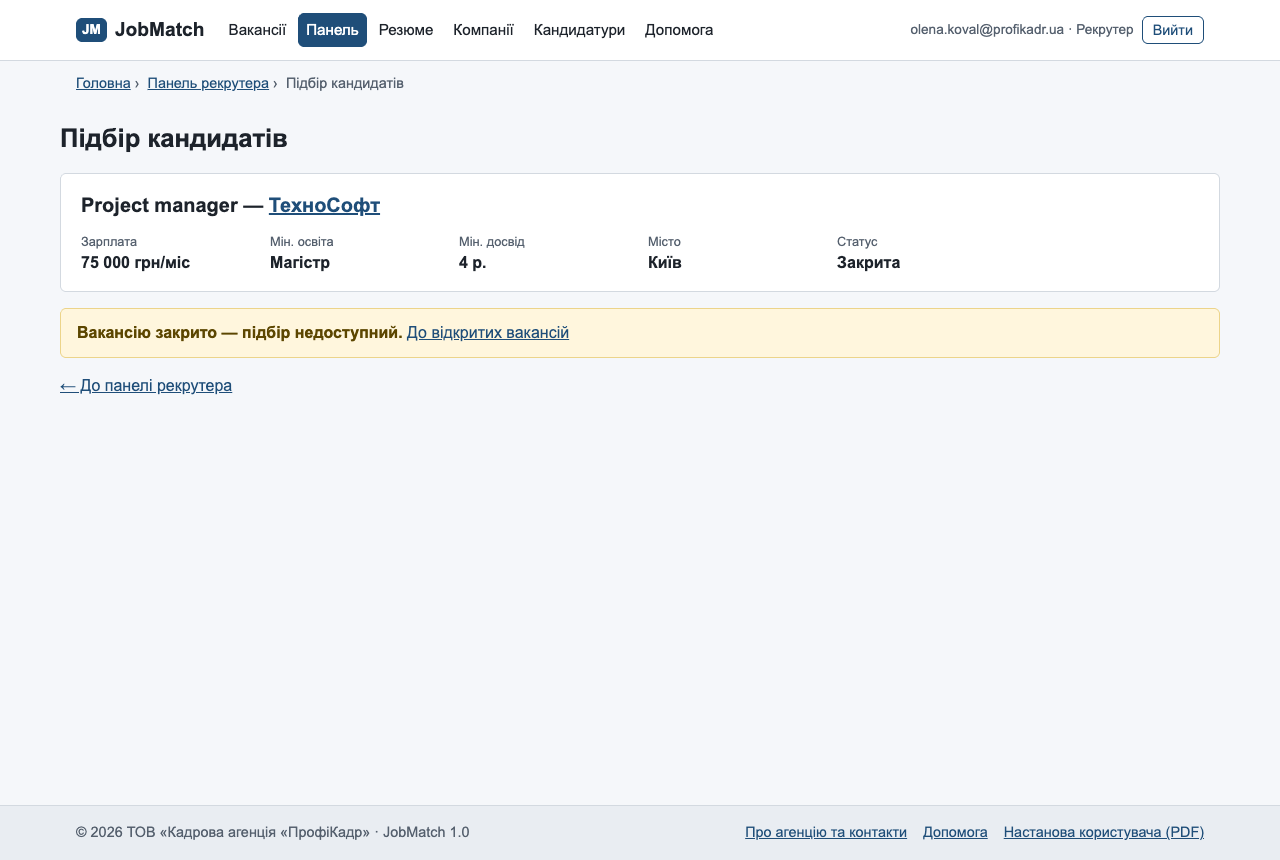 JM JobMatch Вакансії Панель Резюме Компанії Кандидатури Допомога olena.koval@profikadr.ua · Рекрутер Вийти
Головна › Панель рекрутера › Підбір кандидатів
Підбір кандидатів
Project manager — ТехноСофт
Зарплата Мін. освіта Мін. досвід Місто Статус
75 000 грн/міс Магістр 4 р. Київ Закрита
Вакансію закрито — підбір недоступний. До відкритих вакансій
← До панелі рекрутера
© 2026 ТОВ «Кадрова агенція «ПрофіКадр» · JobMatch 1.0 Про агенцію та контакти Допомога Настанова користувача (PDF)